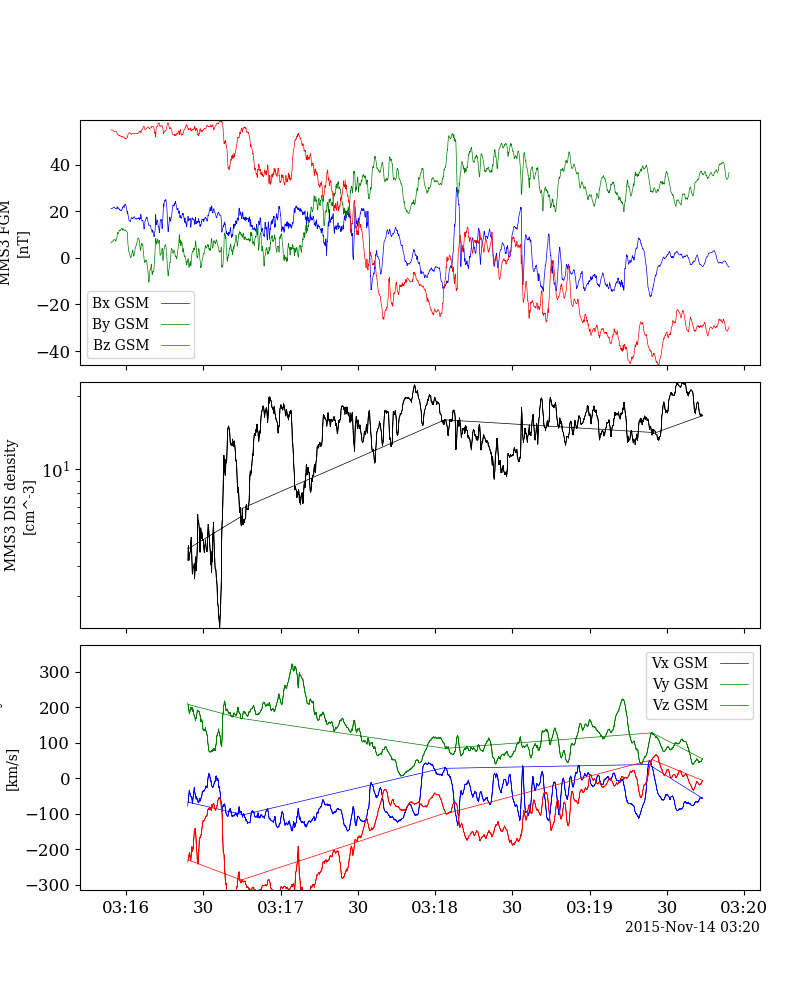 40
20
0
−20
−40
MMS3 FGM
[nT]
Bx GSM
By GSM
Bz GSM
10^1
MMS3 DIS density
[cm^-3]
300
200
100
0
−100
−200
−300
[km/s]
Vx GSM
Vy GSM
Vz GSM
03:16 30 03:17 30 03:18 30 03:19 30 03:20
2015-Nov-14 03:20